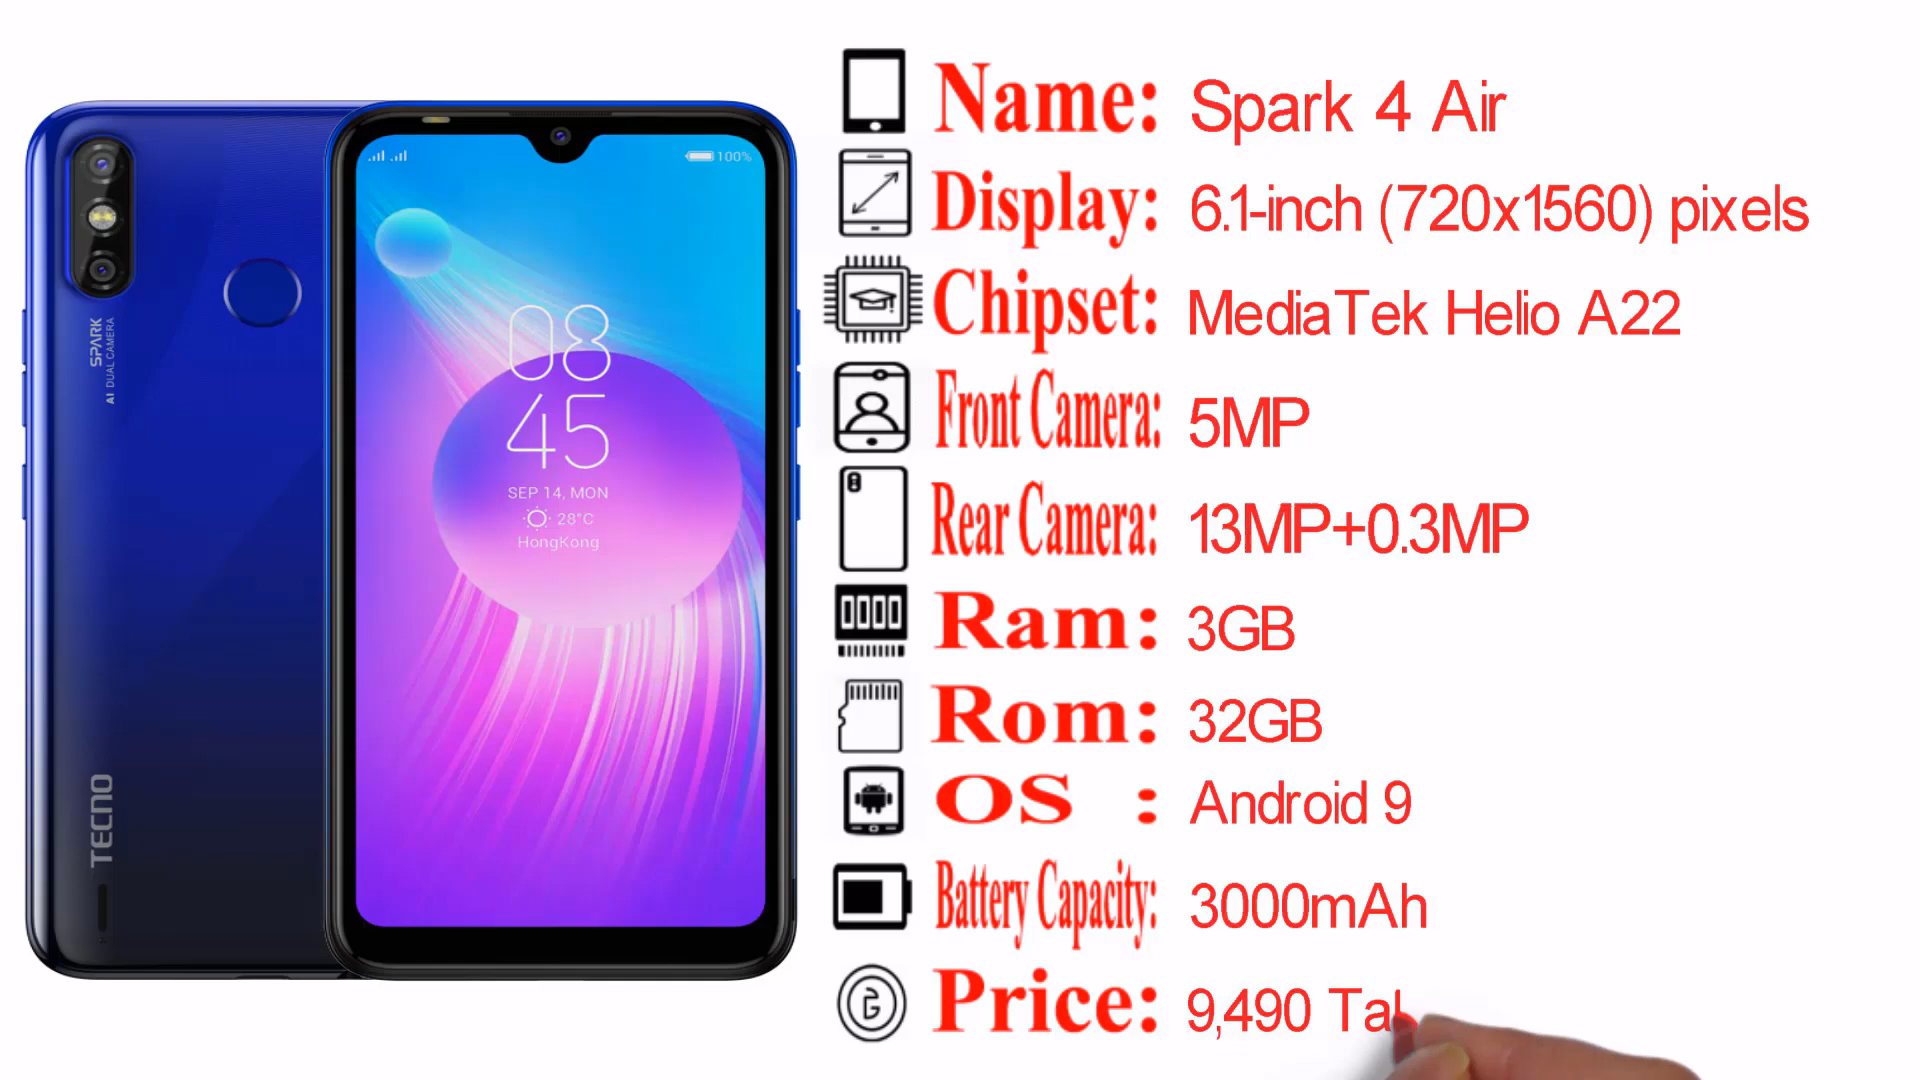 SPARK
AI DUAL CAMERA
TECNO
100%
08
45
SEP 14, MON
28°C
HongKong
Name: Spark 4 Air
Display: 6.1-inch (720x1560) pixels
Chipset: MediaTek Helio A22
Front Camera: 5MP
Rear Camera: 13MP+0.3MP
Ram: 3GB
Rom: 32GB
OS : Android 9
Battery Capacity: 3000mAh
Price: 9,490